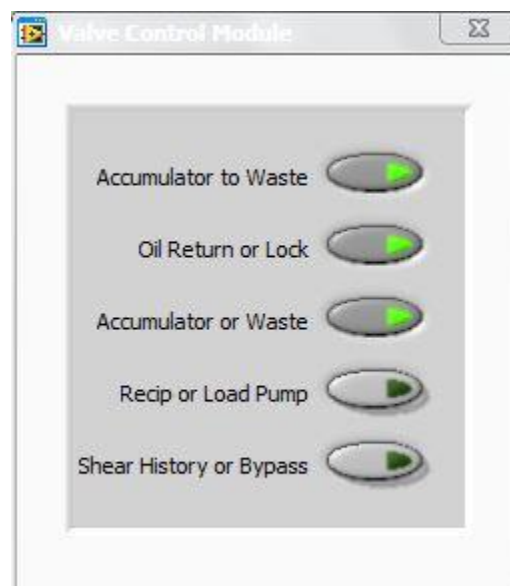 Valve Control Module
Accumulator to Waste
Oil Return or Lock
Accumulator or Waste
Recip or Load Pump
Shear History or Bypass